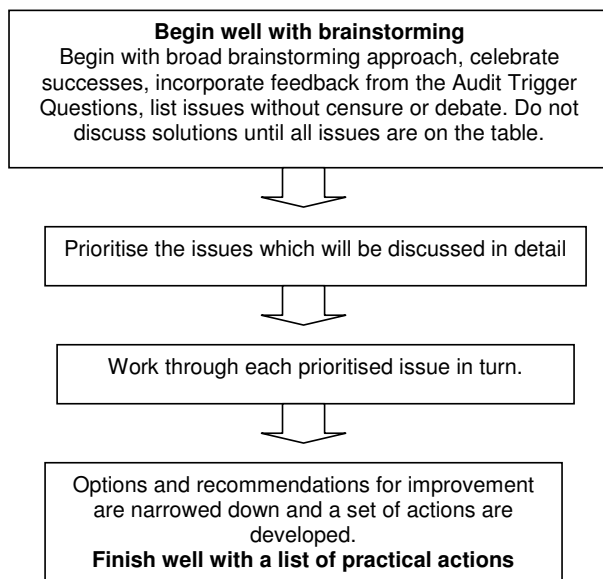 Begin well with brainstorming
Begin with broad brainstorming approach, celebrate
successes, incorporate feedback from the Audit Trigger
Questions, list issues without censure or debate. Do not
discuss solutions until all issues are on the table.
Prioritise the issues which will be discussed in detail
Work through each prioritised issue in turn.
Options and recommendations for improvement
are narrowed down and a set of actions are
developed.
Finish well with a list of practical actions